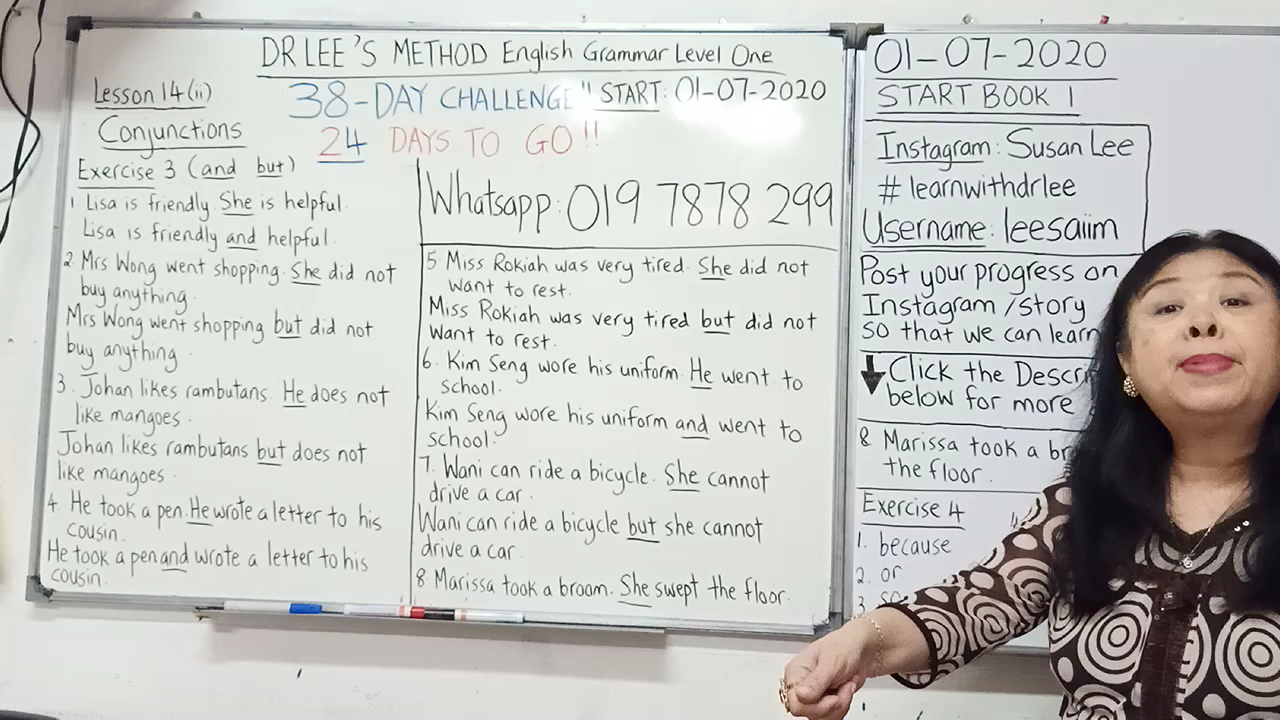 DR LEE'S METHOD English Grammar Level One
Lesson 14 (ii)
38-DAY CHALLENGE!! START: 01-07-2020
Conjunctions
24 DAYS TO GO!!
Exercise 3 (and but)
1. Lisa is friendly. She is helpful.
Lisa is friendly and helpful.
2. Mrs Wong went shopping. She did not
buy anything.
Mrs Wong went shopping but did not
buy anything.
3. Johan likes rambutans. He does not
like mangoes.
Johan likes rambutans but does not
like mangoes.
4. He took a pen. He wrote a letter to his
cousin.
He took a pen and wrote a letter to his
cousin.
Whatsapp: 019 7878 299
5. Miss Rokiah was very tired. She did not
want to rest.
Miss Rokiah was very tired but did not
want to rest.
6. Kim Seng wore his uniform. He went to
school.
Kim Seng wore his uniform and went to
school.
7. Wani can ride a bicycle. She cannot
drive a car.
Wani can ride a bicycle but she cannot
drive a car.
8. Marissa took a broom. She swept the floor.
01-07-2020
START BOOK 1
Instagram: Susan Lee
# learnwithdrlee
Username: leesaiim
Post your progress on
Instagram /story
so that we can learn
Click the
below for more
8. Marissa took a
the floor.
Exercise 4
1. because
2. or
3. so